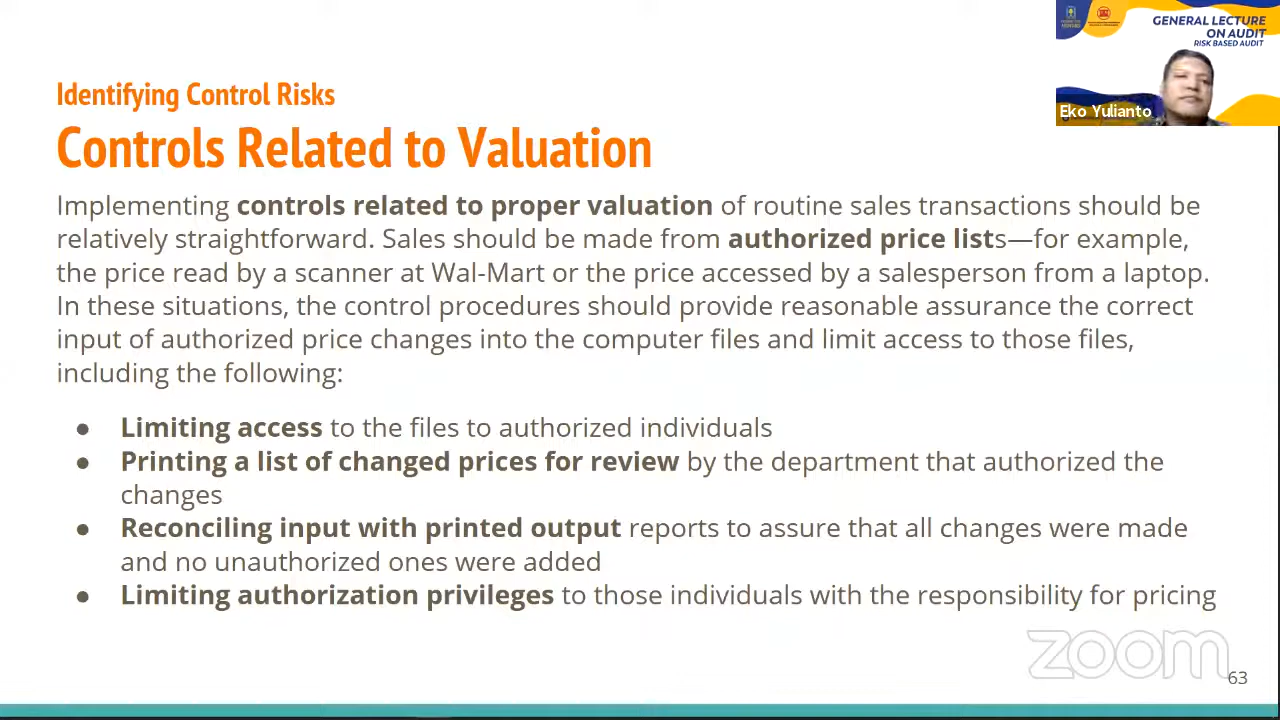 GENERAL LECTURE
ON AUDIT
RISK BASED AUDIT
Eko Yulianto
Identifying Control Risks
Controls Related to Valuation
Implementing controls related to proper valuation of routine sales transactions should be
relatively straightforward. Sales should be made from authorized price lists—for example,
the price read by a scanner at Wal-Mart or the price accessed by a salesperson from a laptop.
In these situations, the control procedures should provide reasonable assurance the correct
input of authorized price changes into the computer files and limit access to those files,
including the following:
● Limiting access to the files to authorized individuals
● Printing a list of changed prices for review by the department that authorized the
changes
● Reconciling input with printed output reports to assure that all changes were made
and no unauthorized ones were added
● Limiting authorization privileges to those individuals with the responsibility for pricing
zoom
63